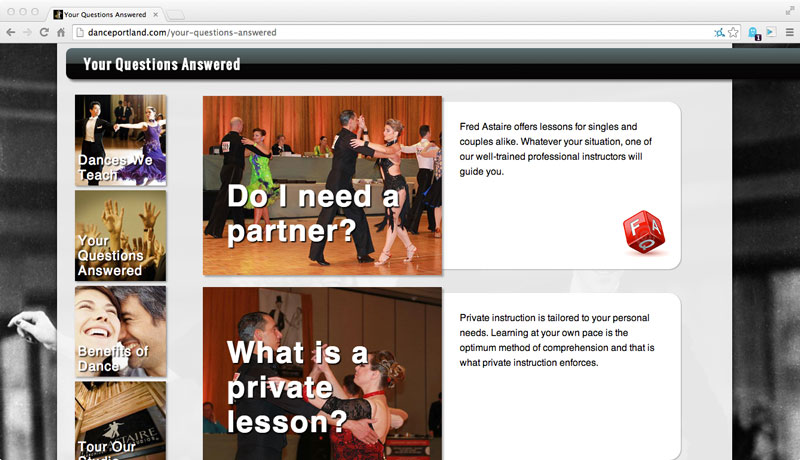 Your Questions Answered
danceportland.com/your-questions-answered
1
Your Questions Answered
Dances We
Teach
Your
Questions
Answered
Benefits of
Dance
Tour Our
Studio
Do I need a
partner?
Fred Astaire offers lessons for singles and
couples alike. Whatever your situation, one of
our well-trained professional instructors will
guide you.
F A
Q
What is a
private
lesson?
Private instruction is tailored to your personal
needs. Learning at your own pace is the
optimum method of comprehension and that is
what private instruction enforces.